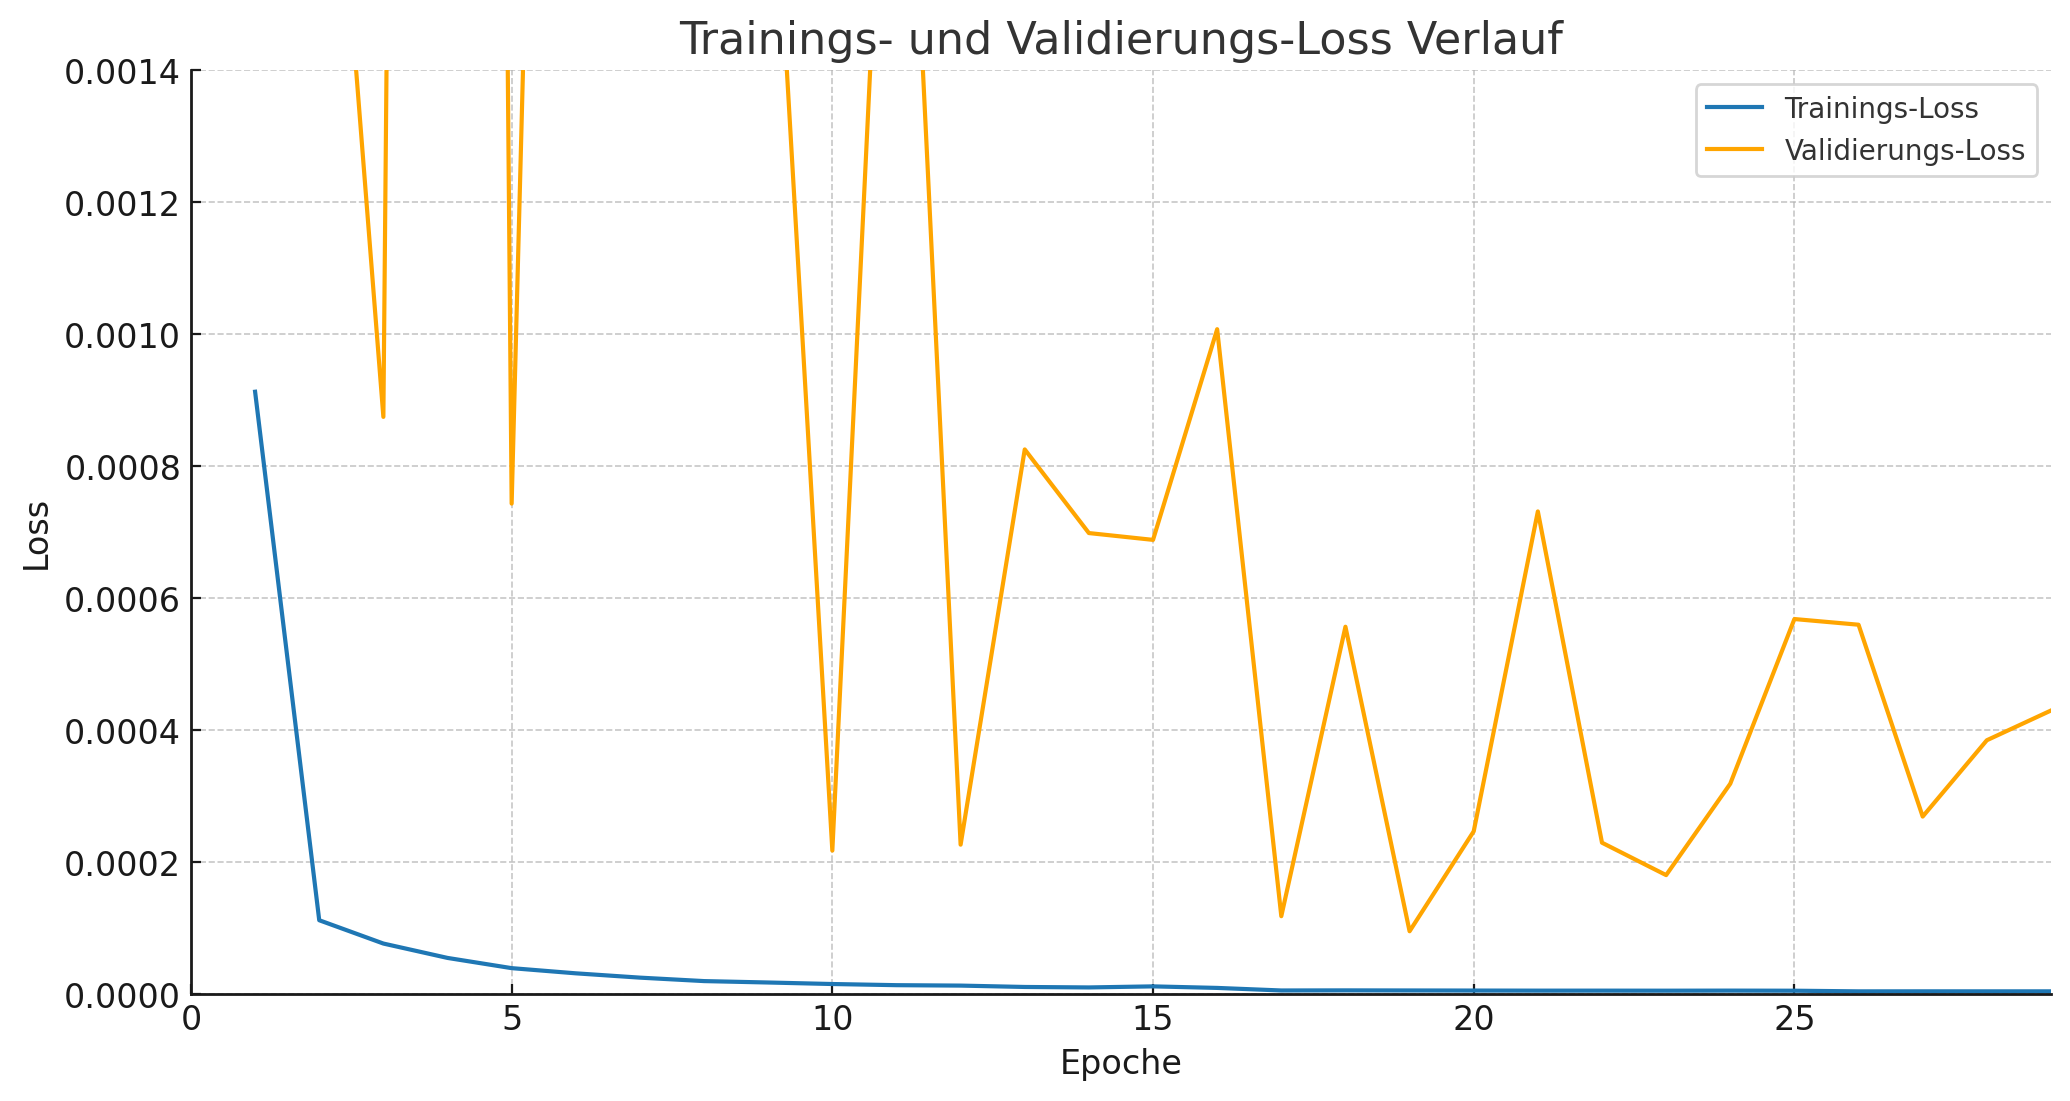 Trainings- und Validierungs-Loss Verlauf
0.0014
0.0012
0.0010
0.0008
0.0006
0.0004
0.0002
0.0000
Loss
Trainings-Loss
Validierungs-Loss
0 5 10 15 20 25
Epoche